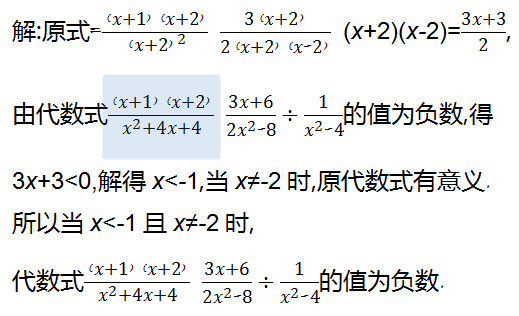 解:原式=\frac{(x+1)(x+2)}{(x+2)^2} \frac{3(x+2)}{2(x+2)(x-2)} (x+2)(x-2)=\frac{3x+3}{2},
由代数式\frac{(x+1)(x+2)}{x^2+4x+4} \frac{3x+6}{2x^2-8}÷\frac{1}{x^2-4}的值为负数,得
3x+3<0,解得 x<-1,当 x≠-2 时,原代数式有意义.
所以当 x<-1 且 x≠-2 时,
代数式\frac{(x+1)(x+2)}{x^2+4x+4} \frac{3x+6}{2x^2-8}÷\frac{1}{x^2-4}的值为负数.